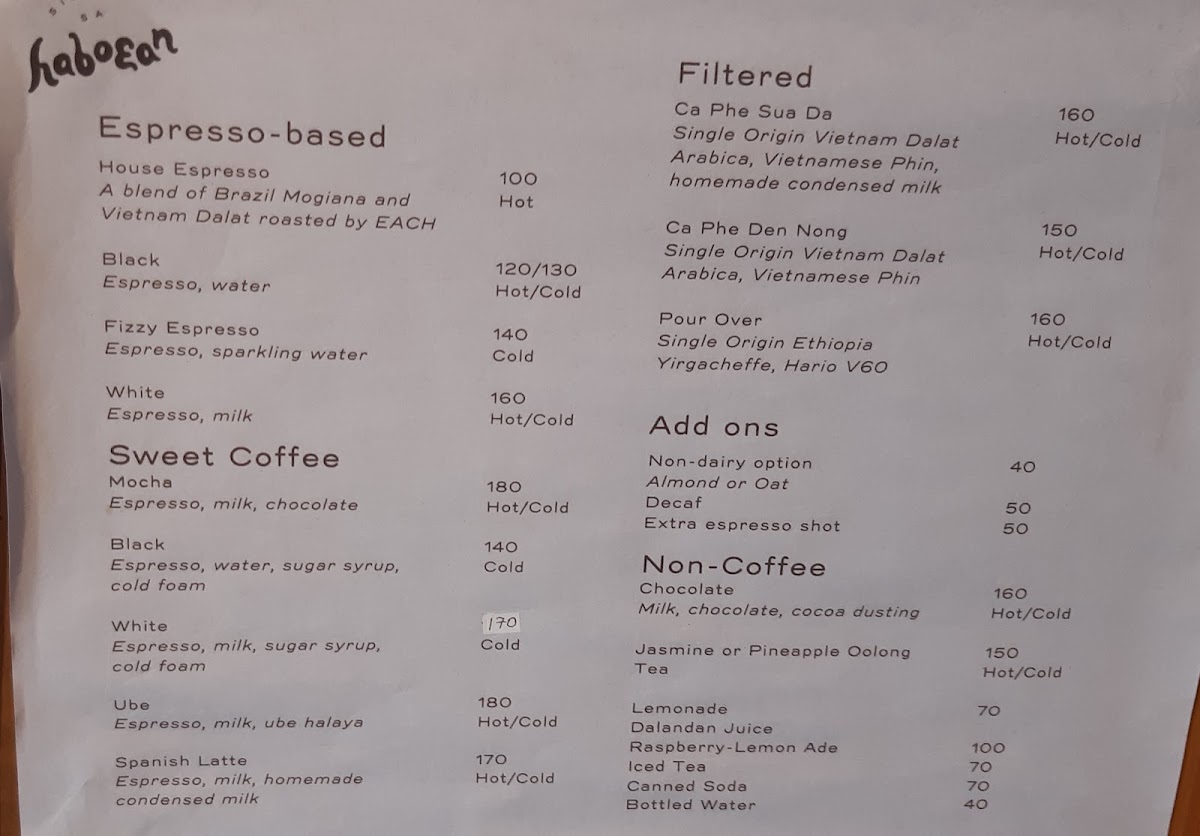 haboган
Espresso-based
House Espresso 100
A blend of Brazil Mogiana and Hot
Vietnam Dalat roasted by EACH
Black 120/130
Espresso, water Hot/Cold
Fizzy Espresso 140
Espresso, sparkling water Cold
White 160
Espresso, milk Hot/Cold
Sweet Coffee
Mocha 180
Espresso, milk, chocolate Hot/Cold
Black 140
Espresso, water, sugar syrup, Cold
cold foam
White 170
Espresso, milk, sugar syrup, Cold
cold foam
Ube 180
Espresso, milk, ube halaya Hot/Cold
Spanish Latte 170
Espresso, milk, homemade Hot/Cold
condensed milk
Filtered
Ca Phe Sua Da 160
Single Origin Vietnam Dalat Hot/Cold
Arabica, Vietnamese Phin,
homemade condensed milk
Ca Phe Den Nong 150
Single Origin Vietnam Dalat Hot/Cold
Arabica, Vietnamese Phin
Pour Over 160
Single Origin Ethiopia Hot/Cold
Yirgacheffe, Hario V60
Add ons
Non-dairy option 40
Almond or Oat
Decaf 50
Extra espresso shot 50
Non-Coffee
Chocolate 160
Milk, chocolate, cocoa dusting Hot/Cold
Jasmine or Pineapple Oolong 150
Tea Hot/Cold
Lemonade 70
Dalandan Juice
Raspberry-Lemon Ade 100
Iced Tea 70
Canned Soda 70
Bottled Water 40